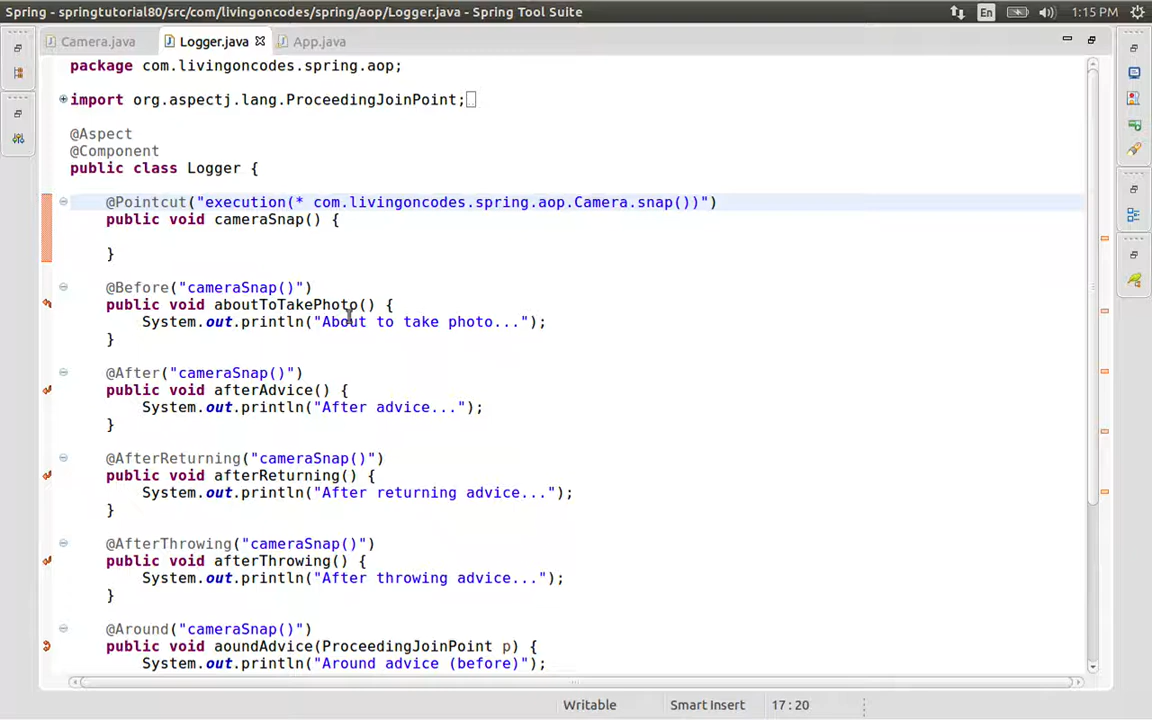 Spring - springtutorial80/src/com/livingoncodes/spring/aop/Logger.java - Spring Tool Suite
En
1:15 PM
Camera.java
Logger.java
App.java
package com.livingoncodes.spring.aop;
import org.aspectj.lang.ProceedingJoinPoint;
@Aspect
@Component
public class Logger {
@Pointcut("execution(* com.livingoncodes.spring.aop.Camera.snap())")
public void cameraSnap() {
}
@Before("cameraSnap()")
public void aboutToTakePhoto() {
System.out.println("About to take photo...");
}
@After("cameraSnap()")
public void afterAdvice() {
System.out.println("After advice...");
}
@AfterReturning("cameraSnap()")
public void afterReturning() {
System.out.println("After returning advice...");
}
@AfterThrowing("cameraSnap()")
public void afterThrowing() {
System.out.println("After throwing advice...");
}
@Around("cameraSnap()")
public void aoundAdvice(ProceedingJoinPoint p) {
System.out.println("Around advice (before)");
Writable
Smart Insert
17 : 20